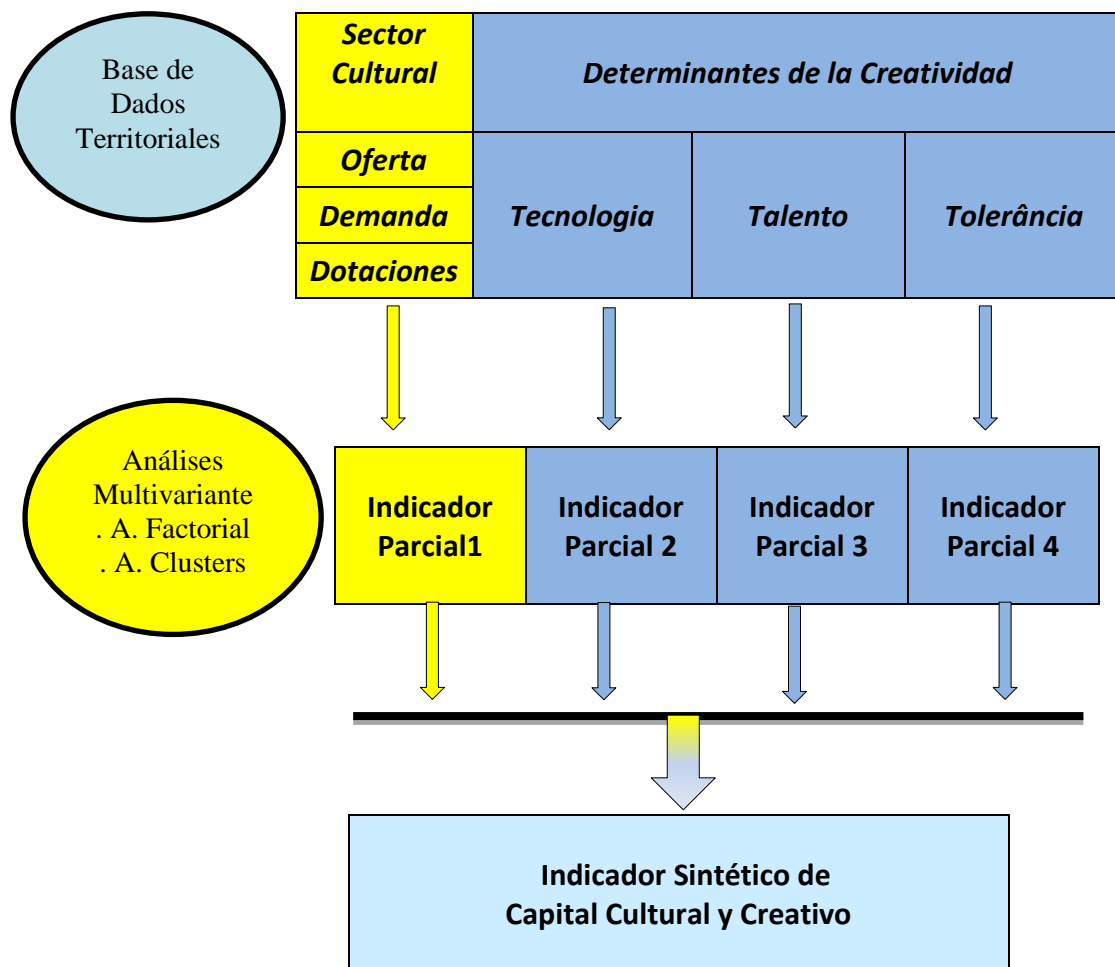 Base de
Dados
Territoriales
Sector
Cultural
Determinantes de la Creatividad
Oferta
Demanda
Dotaciones
Tecnologia
Talento
Tolerância
Análises
Multivariante
. A. Factorial
. A. Clusters
Indicador
Parcial1
Indicador
Parcial 2
Indicador
Parcial 3
Indicador
Parcial 4
Indicador Sintético de
Capital Cultural y Creativo